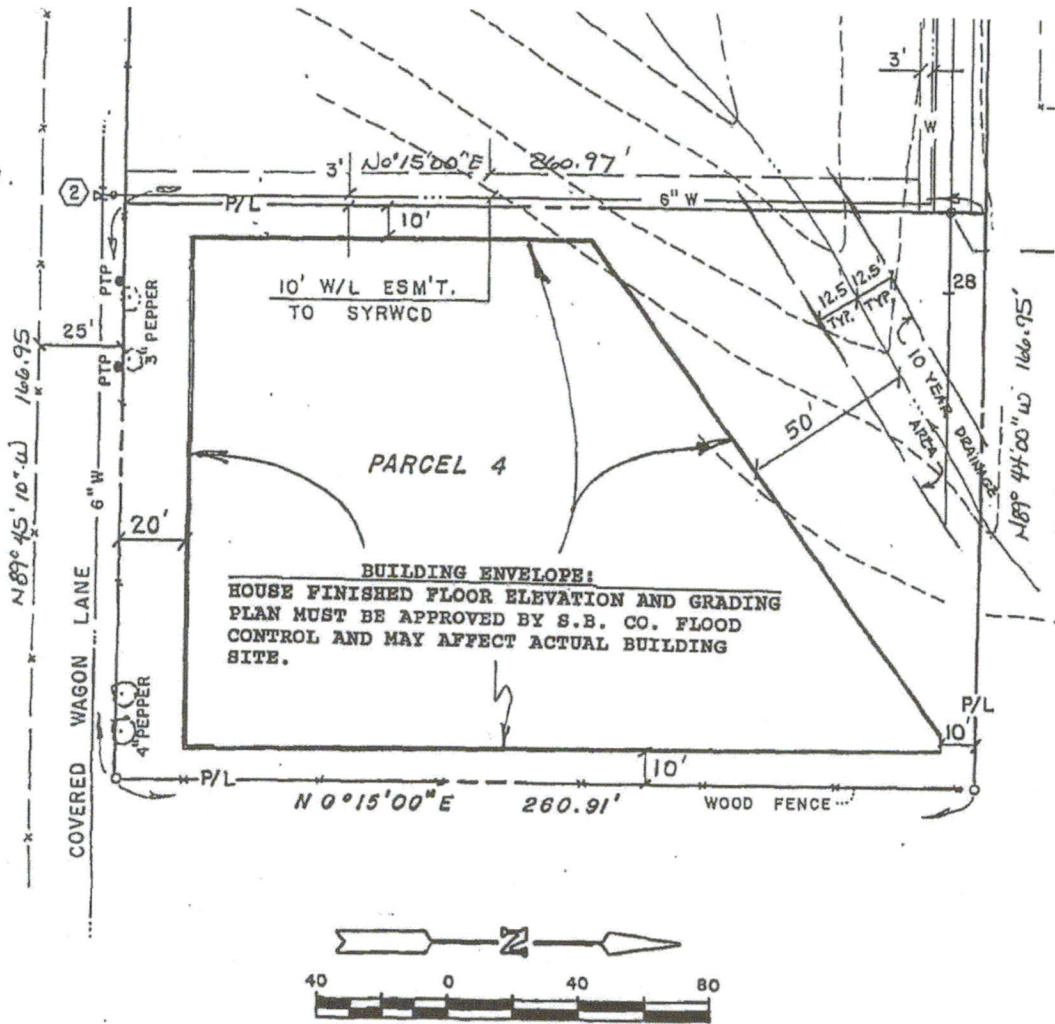 3'
W
3'
N0°15'00"E 260.97'
2
P/L
6" W
10'
10' W/L ESM'T.
TO SYRWCD
PTP
3" PEPPER
PTP
25'
12.5' 12.5'
TYP. TYP.
28
10 YEAR DRAINAGE
AREA
50'
N89° 45' 10" W 166.95
6" W
COVERED WAGON LANE
20'
PARCEL 4
N89° 44' 00" W 166.95'
BUILDING ENVELOPE:
HOUSE FINISHED FLOOR ELEVATION AND GRADING
PLAN MUST BE APPROVED BY S.B. CO. FLOOD
CONTROL AND MAY AFFECT ACTUAL BUILDING
SITE.
4" PEPPER
P/L
10'
10'
P/L
N 0°15'00"E 260.91'
WOOD FENCE
N
40 0 40 80